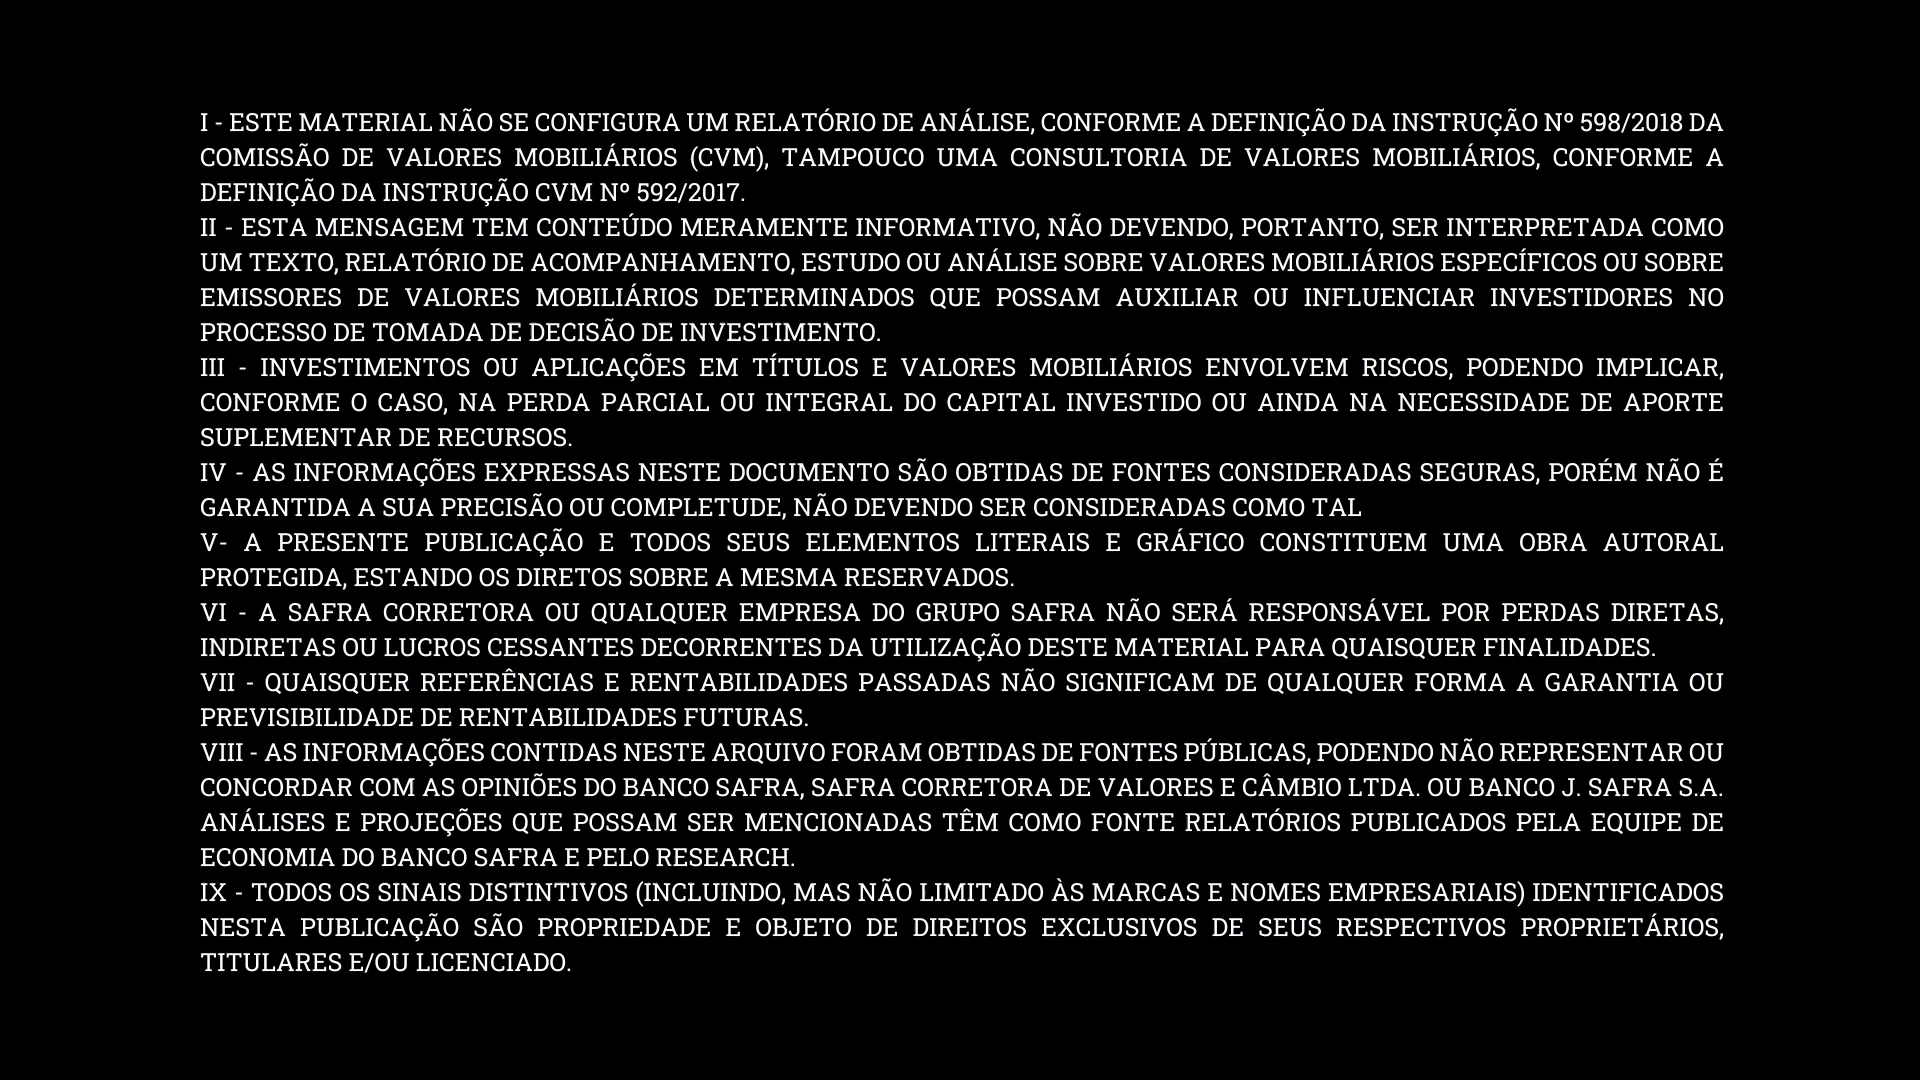 I - ESTE MATERIAL NÃO SE CONFIGURA UM RELATÓRIO DE ANÁLISE, CONFORME A DEFINIÇÃO DA INSTRUÇÃO Nº 598/2018 DA
COMISSÃO DE VALORES MOBILIÁRIOS (CVM), TAMPOUCO UMA CONSULTORIA DE VALORES MOBILIÁRIOS, CONFORME A
DEFINIÇÃO DA INSTRUÇÃO CVM Nº 592/2017.
II - ESTA MENSAGEM TEM CONTEÚDO MERAMENTE INFORMATIVO, NÃO DEVENDO, PORTANTO, SER INTERPRETADA COMO
UM TEXTO, RELATÓRIO DE ACOMPANHAMENTO, ESTUDO OU ANÁLISE SOBRE VALORES MOBILIÁRIOS ESPECÍFICOS OU SOBRE
EMISSORES DE VALORES MOBILIÁRIOS DETERMINADOS QUE POSSAM AUXILIAR OU INFLUENCIAR INVESTIDORES NO
PROCESSO DE TOMADA DE DECISÃO DE INVESTIMENTO.
III - INVESTIMENTOS OU APLICAÇÕES EM TÍTULOS E VALORES MOBILIÁRIOS ENVOLVEM RISCOS, PODENDO IMPLICAR,
CONFORME O CASO, NA PERDA PARCIAL OU INTEGRAL DO CAPITAL INVESTIDO OU AINDA NA NECESSIDADE DE APORTE
SUPLEMENTAR DE RECURSOS.
IV - AS INFORMAÇÕES EXPRESSAS NESTE DOCUMENTO SÃO OBTIDAS DE FONTES CONSIDERADAS SEGURAS, PORÉM NÃO É
GARANTIDA A SUA PRECISÃO OU COMPLETUDE, NÃO DEVENDO SER CONSIDERADAS COMO TAL
V- A PRESENTE PUBLICAÇÃO E TODOS SEUS ELEMENTOS LITERAIS E GRÁFICO CONSTITUEM UMA OBRA AUTORAL
PROTEGIDA, ESTANDO OS DIRETOS SOBRE A MESMA RESERVADOS.
VI - A SAFRA CORRETORA OU QUALQUER EMPRESA DO GRUPO SAFRA NÃO SERÁ RESPONSÁVEL POR PERDAS DIRETAS,
INDIRETAS OU LUCROS CESSANTES DECORRENTES DA UTILIZAÇÃO DESTE MATERIAL PARA QUAISQUER FINALIDADES.
VII - QUAISQUER REFERÊNCIAS E RENTABILIDADES PASSADAS NÃO SIGNIFICAM DE QUALQUER FORMA A GARANTIA OU
PREVISIBILIDADE DE RENTABILIDADES FUTURAS.
VIII - AS INFORMAÇÕES CONTIDAS NESTE ARQUIVO FORAM OBTIDAS DE FONTES PÚBLICAS, PODENDO NÃO REPRESENTAR OU
CONCORDAR COM AS OPINIÕES DO BANCO SAFRA, SAFRA CORRETORA DE VALORES E CÂMBIO LTDA. OU BANCO J. SAFRA S.A.
ANÁLISES E PROJEÇÕES QUE POSSAM SER MENCIONADAS TÊM COMO FONTE RELATÓRIOS PUBLICADOS PELA EQUIPE DE
ECONOMIA DO BANCO SAFRA E PELO RESEARCH.
IX - TODOS OS SINAIS DISTINTIVOS (INCLUINDO, MAS NÃO LIMITADO ÀS MARCAS E NOMES EMPRESARIAIS) IDENTIFICADOS
NESTA PUBLICAÇÃO SÃO PROPRIEDADE E OBJETO DE DIREITOS EXCLUSIVOS DE SEUS RESPECTIVOS PROPRIETÁRIOS,
TITULARES E/OU LICENCIADO.